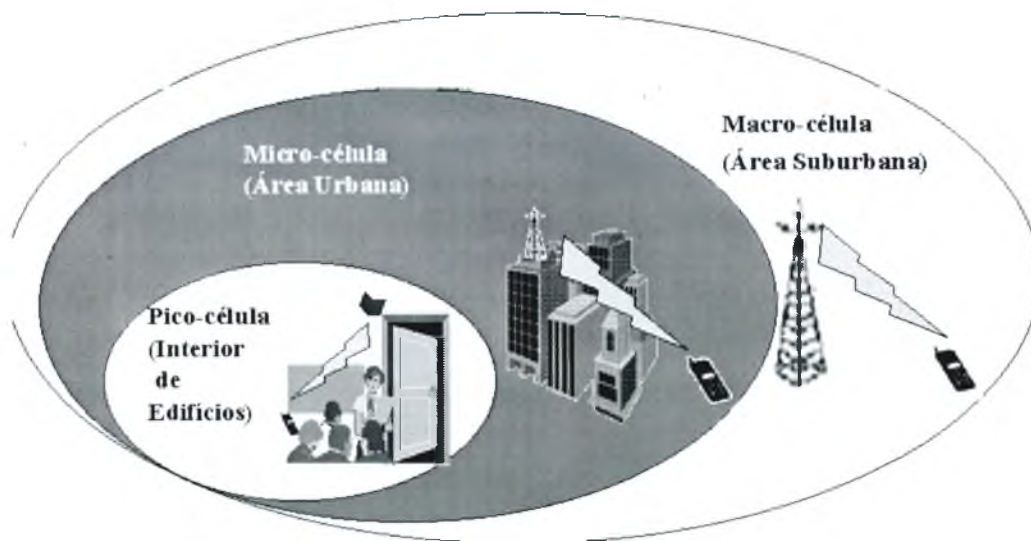 Micro-célula
(Área Urbana)
Macro-célula
(Área Suburbana)
Pico-célula
(Interior
de
Edifícios)